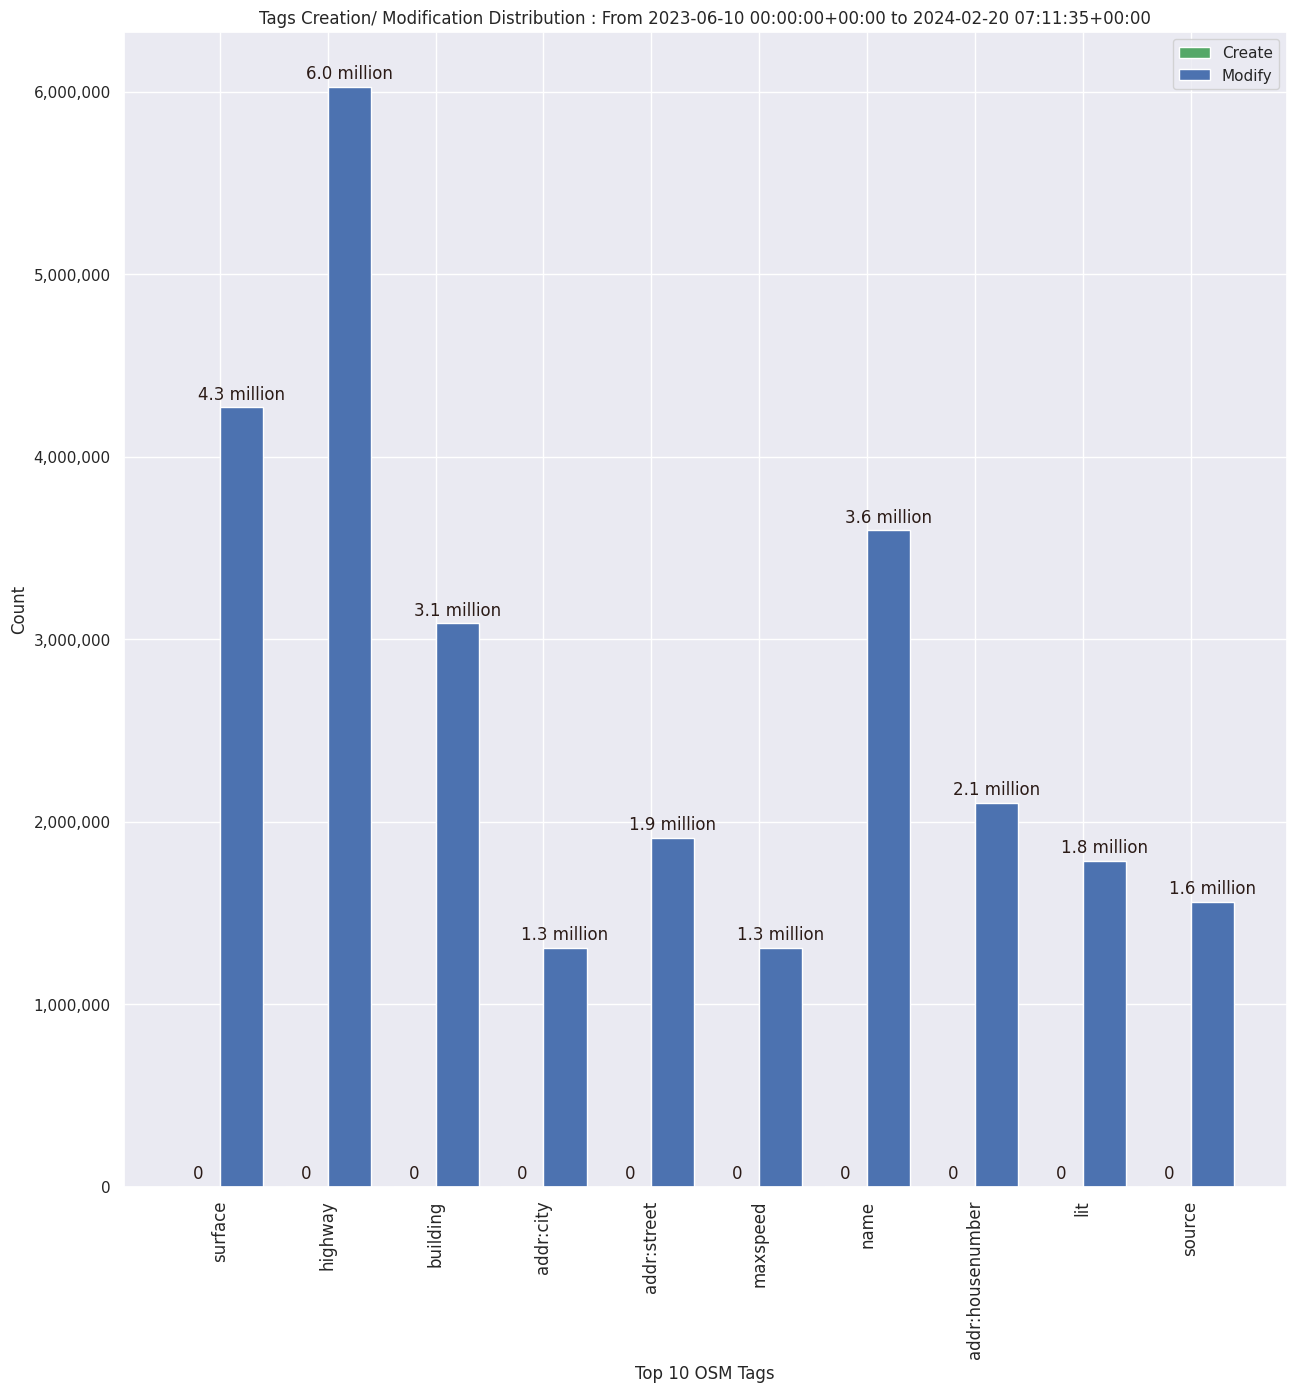 Tags Creation/ Modification Distribution : From 2023-06-10 00:00:00+00:00 to 2024-02-20 07:11:35+00:00
Create
Modify
6.0 million
4.3 million
3.1 million
1.3 million
1.9 million
1.3 million
3.6 million
2.1 million
1.8 million
1.6 million
6,000,000
5,000,000
4,000,000
3,000,000
2,000,000
1,000,000
0
Count
0 0 0 0 0 0 0 0 0 0
surface
highway
building
addr:city
addr:street
maxspeed
name
addr:housenumber
lit
source
Top 10 OSM Tags